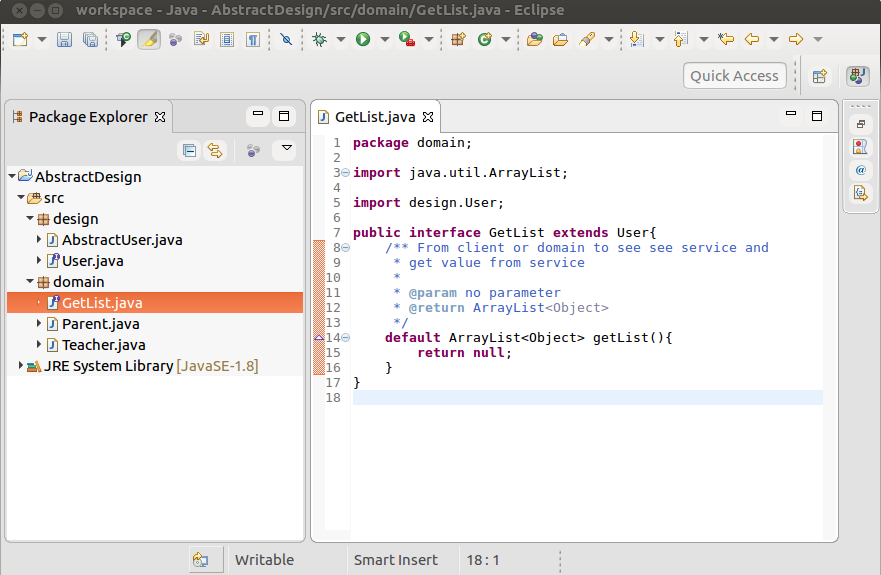 workspace - Java - AbstractDesign/src/domain/GetList.java - Eclipse
Quick Access
Package Explorer
AbstractDesign
src
design
AbstractUser.java
User.java
domain
GetList.java
Parent.java
Teacher.java
JRE System Library [JavaSE-1.8]
GetList.java
1 package domain;
2
3 import java.util.ArrayList;
4
5 import design.User;
6
7 public interface GetList extends User{
8 /** From client or domain to see see service and
9 * get value from service
10 *
11 * @param no parameter
12 * @return ArrayList<Object>
13 */
14 default ArrayList<Object> getList(){
15 return null;
16 }
17 }
18
Writable
Smart Insert
18 : 1